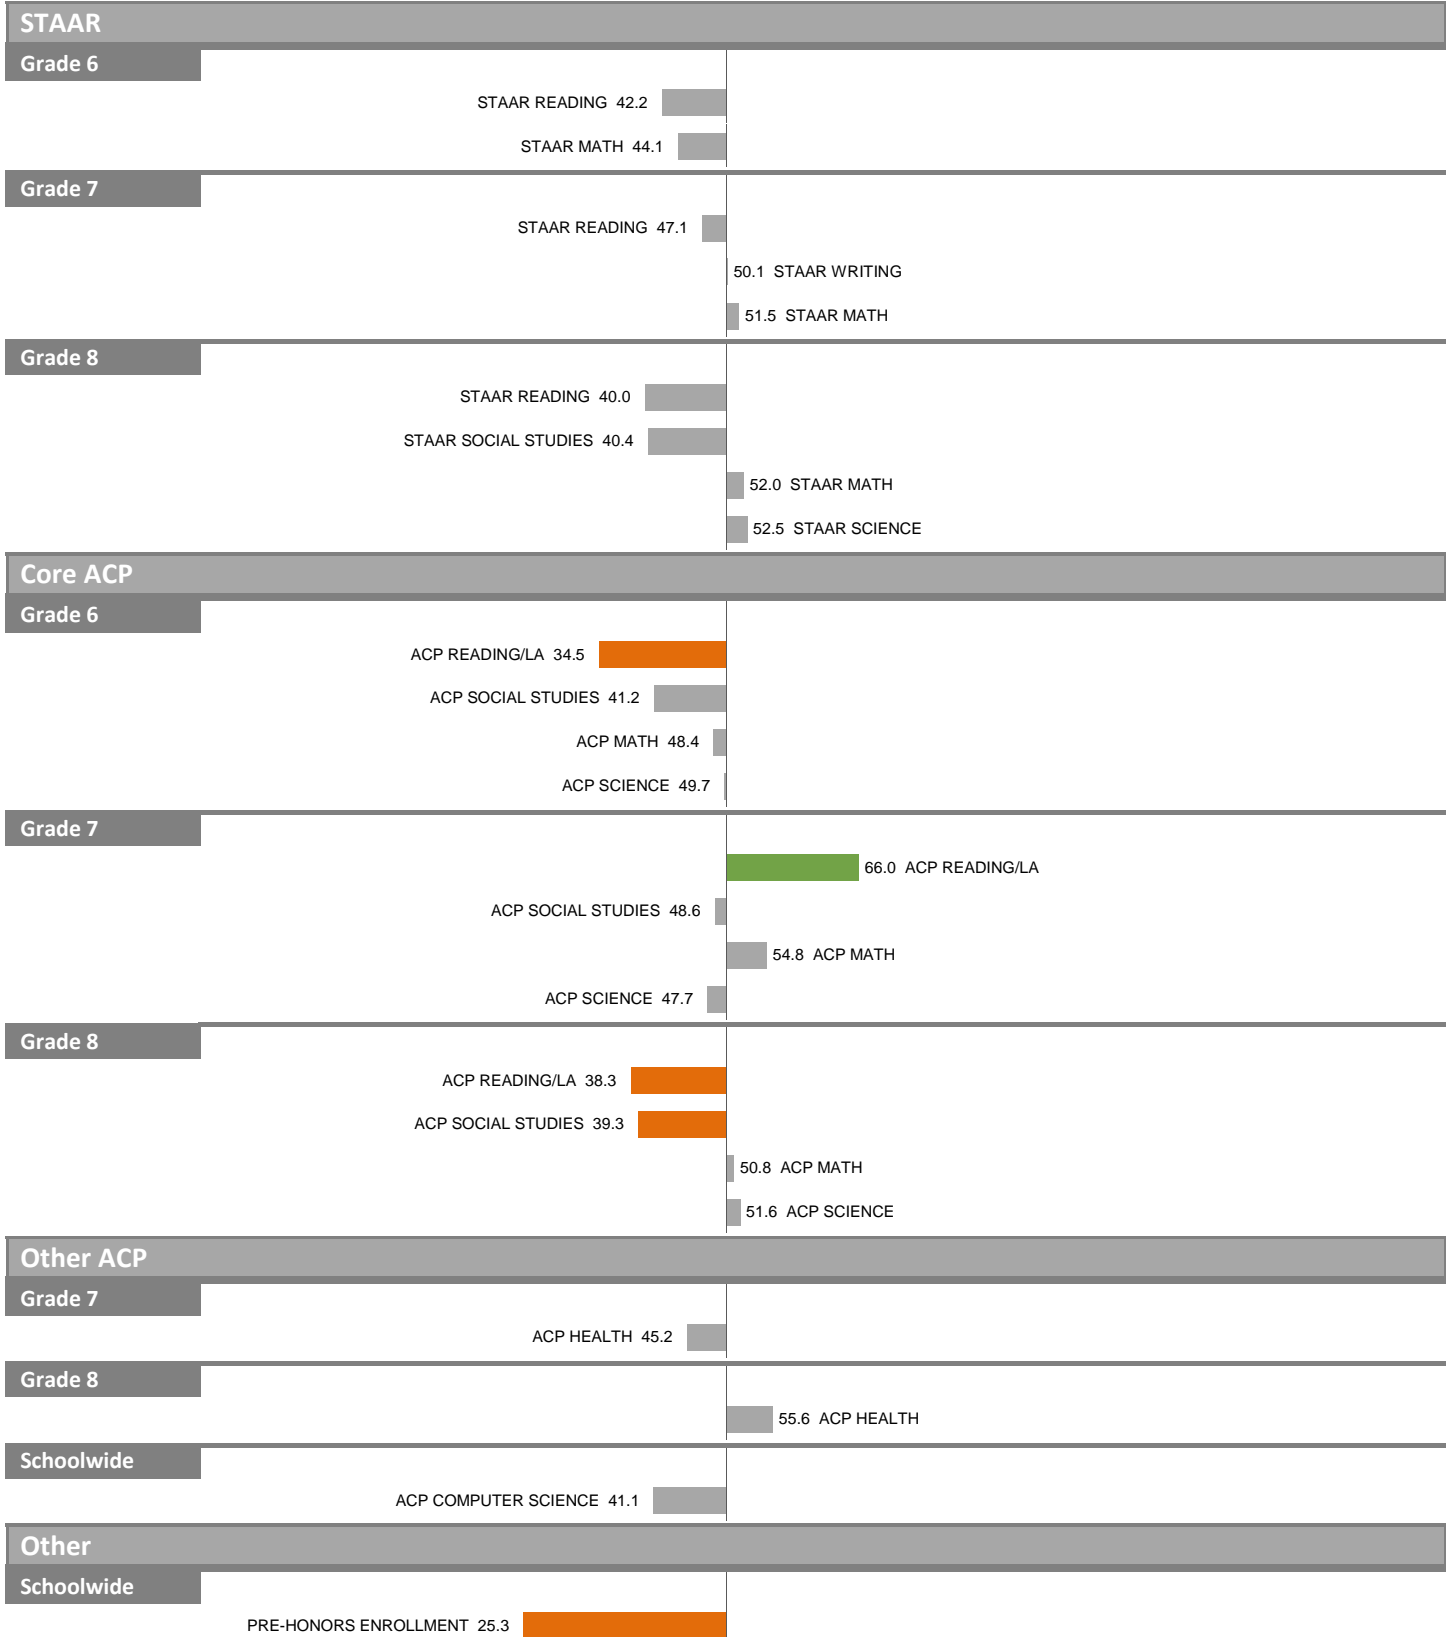 STAAR
Grade 6
STAAR READING 42.2
STAAR MATH 44.1
Grade 7
STAAR READING 47.1
50.1 STAAR WRITING
51.5 STAAR MATH
Grade 8
STAAR READING 40.0
STAAR SOCIAL STUDIES 40.4
52.0 STAAR MATH
52.5 STAAR SCIENCE
Core ACP
Grade 6
ACP READING/LA 34.5
ACP SOCIAL STUDIES 41.2
ACP MATH 48.4
ACP SCIENCE 49.7
Grade 7
66.0 ACP READING/LA
ACP SOCIAL STUDIES 48.6
54.8 ACP MATH
ACP SCIENCE 47.7
Grade 8
ACP READING/LA 38.3
ACP SOCIAL STUDIES 39.3
50.8 ACP MATH
51.6 ACP SCIENCE
Other ACP
Grade 7
ACP HEALTH 45.2
Grade 8
55.6 ACP HEALTH
Schoolwide
ACP COMPUTER SCIENCE 41.1
Other
Schoolwide
PRE-HONORS ENROLLMENT 25.3